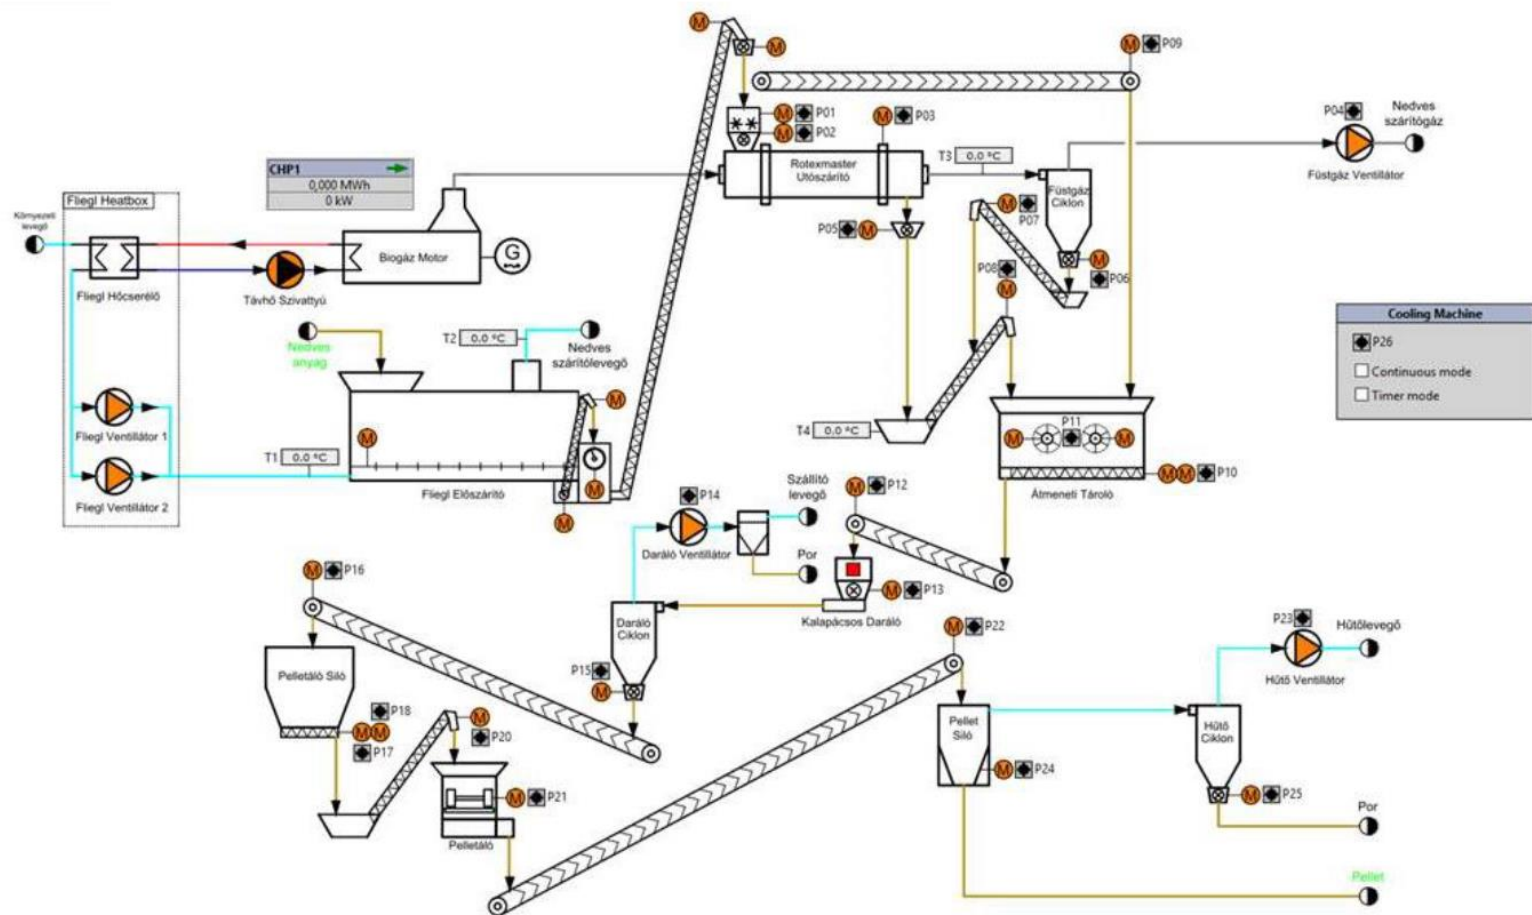 M
M
M
P09
P01
M
P02
M
P03
M
P04
Nedves
szárítógáz
Füstgáz Ventillátor
CHP1
0,000 MWh
0 kW
Fliegl Heatbox
Környezeti
levegő
Rotexmaster
Utószárító
T3
0.0 °C
Füstgáz
Ciklon
M
P07
P05
M
G
Biogáz Motor
Fliegl Hőcserélő
Távhő Szivattyú
P08
M
M
P06
Cooling Machine
P26
Continuous mode
Timer mode
Nedves
anyag
T2
0.0 °C
Nedves
szárítólevegő
M
Fliegl Ventillátor 1
M
T4
0.0 °C
M
P11
M
T1
0.0 °C
Fliegl Ventillátor 2
Fliegl Előszárító
M
M
M
M
P10
Átmeneti Tároló
P14
Szállító
levegő
M
P12
Daráló Ventillátor
Por
M
P16
M
P13
Kalapácsos Daráló
Daráló
Ciklon
M
P22
P23
Hűtőlevegő
Hűtő Ventillátor
P15
M
Pelletáló Siló
P18
M
M
P17
M
P20
Pellet
Siló
Hűtő
Ciklon
M
P24
M
P21
M
P25
Por
Pelletáló
Pellet